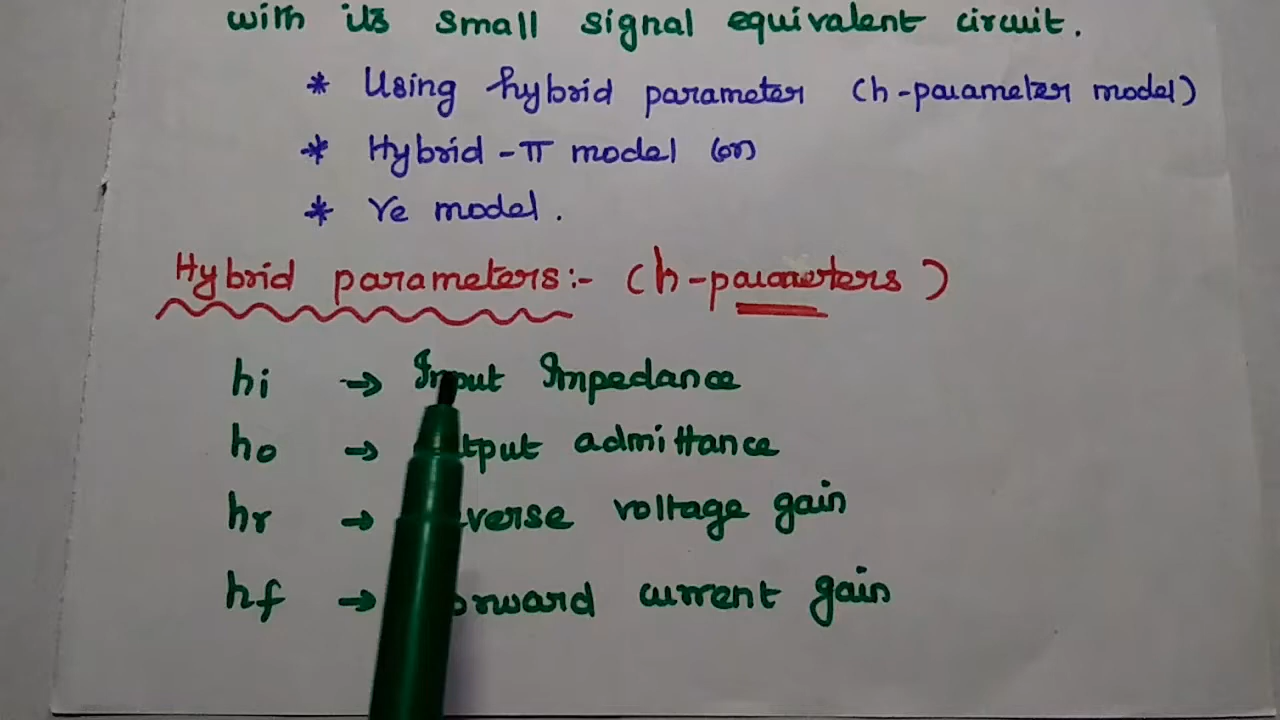 with its small signal equivalent circuit.
* Using hybrid parameter (h-parameter model)
* Hybrid-π model (or)
* re model.
Hybrid parameters:- (h-parameters)
hi → Input Impedance
ho → tput admittance
hr → verse voltage gain
hf → orward current gain